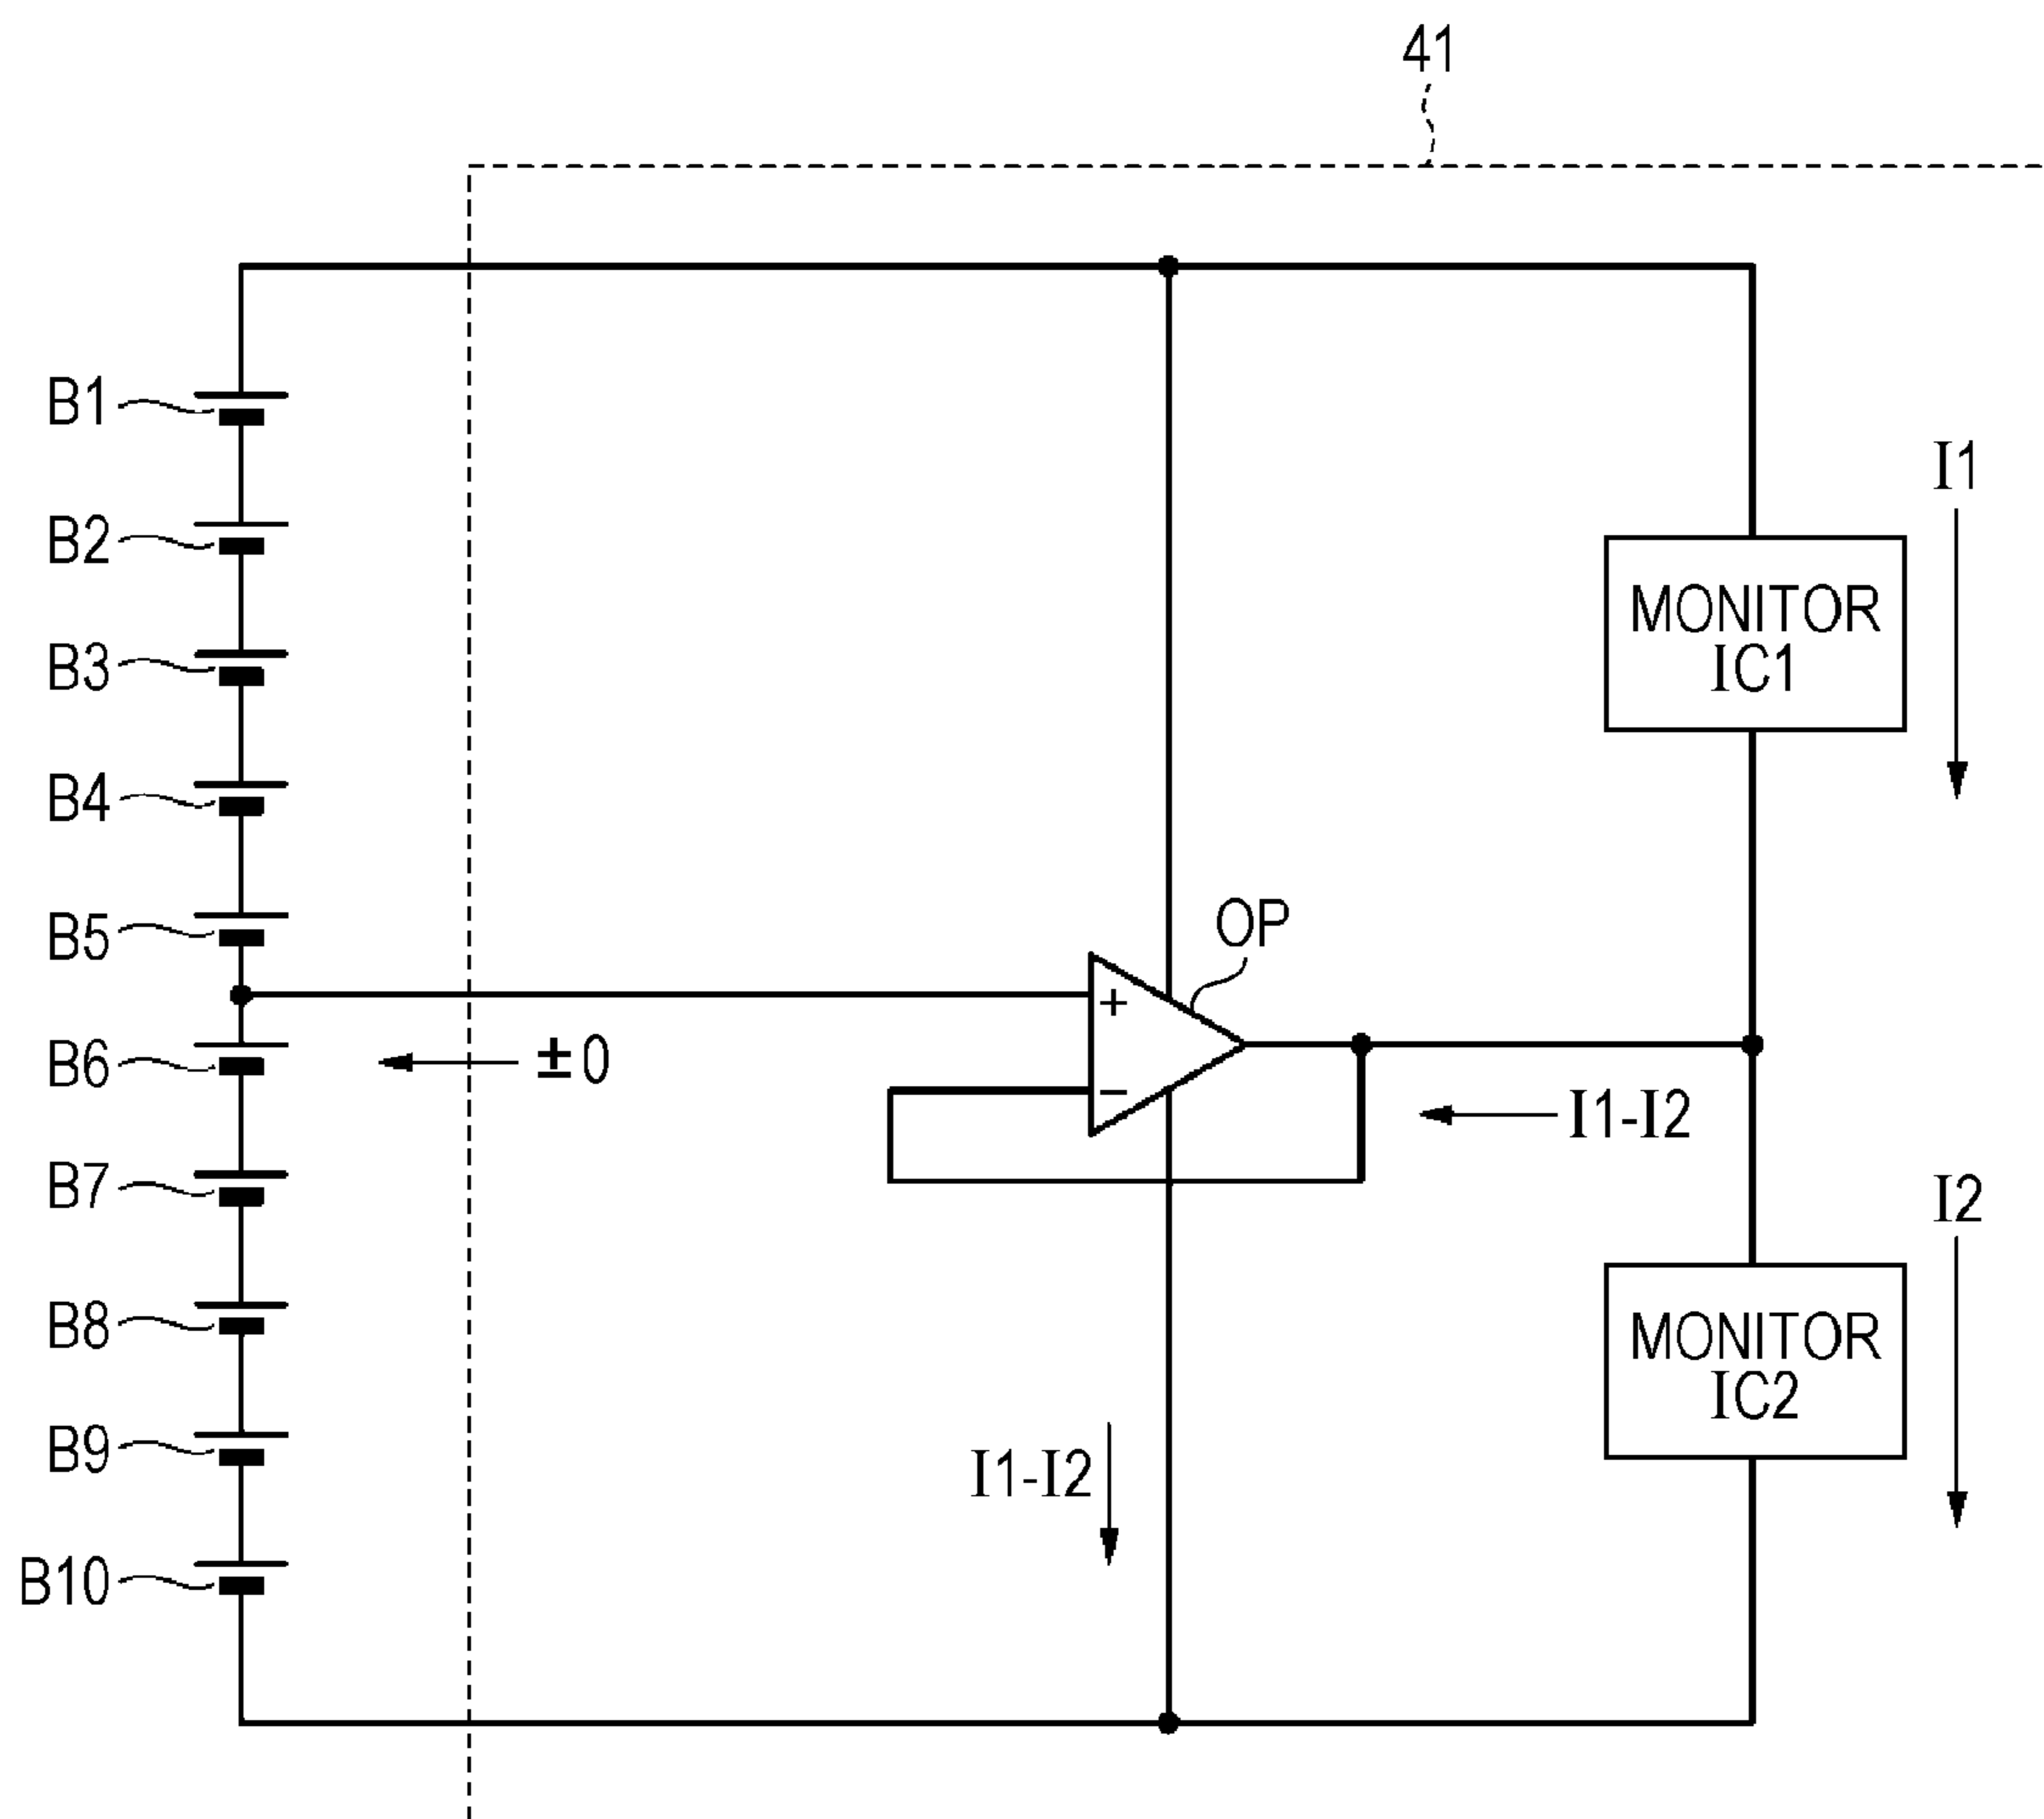 41
B1
I1
B2
MONITOR
IC1
B3
B4
B5
OP
+
B6
±0
−
I1-I2
B7
I2
B8
MONITOR
IC2
B9
I1-I2
B10